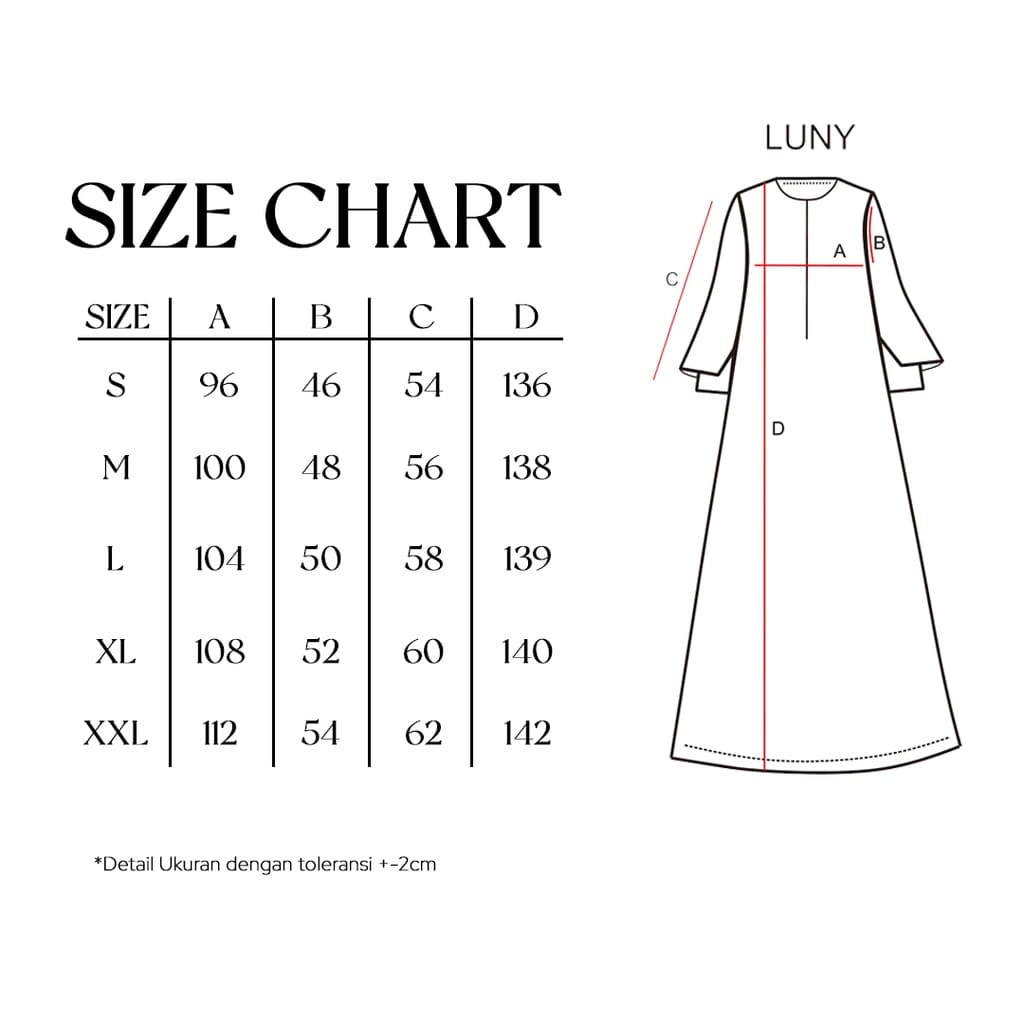 LUNY
SIZE CHART
SIZE A B C D
S 96 46 54 136
M 100 48 56 138
L 104 50 58 139
XL 108 52 60 140
XXL 112 54 62 142
*Detail Ukuran dengan toleransi +-2cm
A
B
C
D